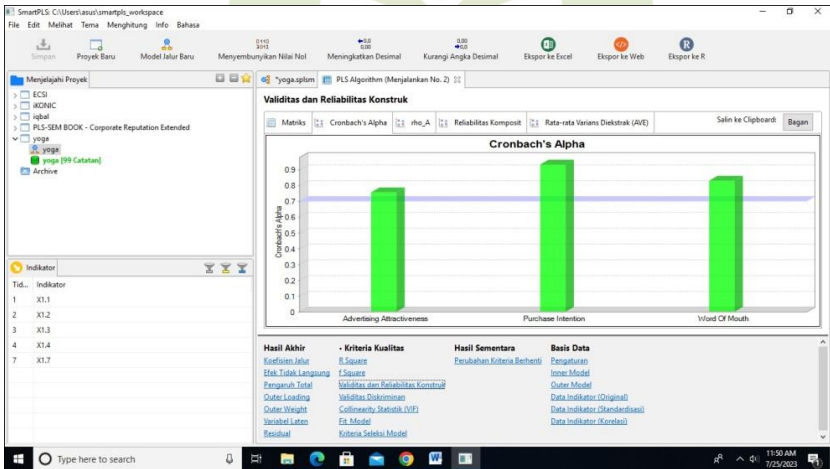 SmartPLS: C:\Users\asus\smartpls_workspace
File Edit Melihat Tema Menghitung Info Bahasa
Simpan Proyek Baru Model Jalur Baru Menyembunyikan Nilai Nol Meningkatkan Desimal Kurangi Angka Desimal Ekspor ke Excel Ekspor ke Web Ekspor ke R
Menjelajahi Proyek
ECSI
iKONIC
iqbal
PLS-SEM BOOK - Corporate Reputation Extended
yoga
yoga
yoga [99 Catatan]
Archive
Indikator
Tid... Indikator
1 X1.1
2 X1.2
3 X1.3
4 X1.4
7 X1.7
*yoga.splsm PLS Algorithm (Menjalankan No. 2)
Validitas dan Reliabilitas Konstruk
Matriks Cronbach's Alpha rho_A Reliabilitas Komposit Rata-rata Varians Diekstrak (AVE) Salin ke Clipboard: Bagan
Cronbach's Alpha
Cronbach's Alpha
0.9
0.8
0.7
0.6
0.5
0.4
0.3
0.2
0.1
0
Advertising Attractiveness Purchase Intention Word Of Mouth
Hasil Akhir Kriteria Kualitas Hasil Sementara Basis Data
Koefisien Jalur R Square Perubahan Kriteria Berhenti Pengaturan
Efek Tidak Langsung f Square Inner Model
Pengaruh Total Validitas dan Reliabilitas Konstruk Outer Model
Outer Loading Validitas Diskriminan Data Indikator (Original)
Outer Weight Collinearity Statistik (VIF) Data Indikator (Standardisasi)
Variabel Laten Fit Model Data Indikator (Korelasi)
Residual Kriteria Seleksi Model
Type here to search
11:50 AM
7/25/2023